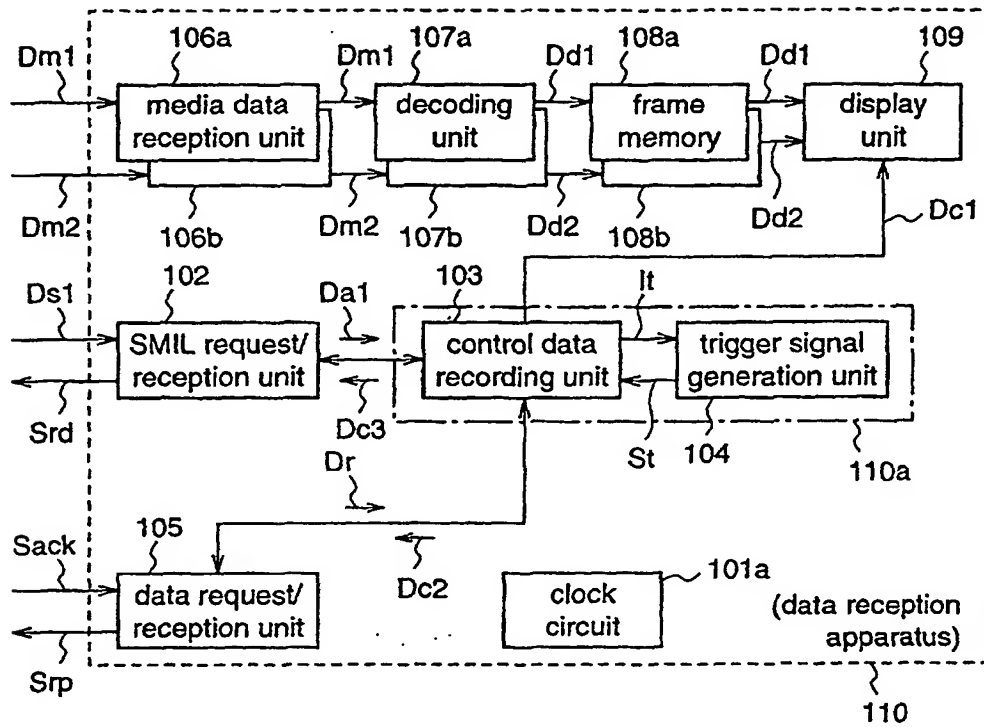 106a
107a
108a
109
Dm1
Dm1
Dd1
Dd1
media data
reception unit
decoding
unit
frame
memory
display
unit
Dm2
106b
Dm2
107b
Dd2
108b
Dd2
Dc1
102
103
It
Ds1
Da1
SMIL request/
reception unit
control data
recording unit
trigger signal
generation unit
Srd
Dc3
St
104
110a
Dr
105
Sack
Dc2
101a
data request/
reception unit
clock
circuit
(data reception
apparatus)
Srp
110